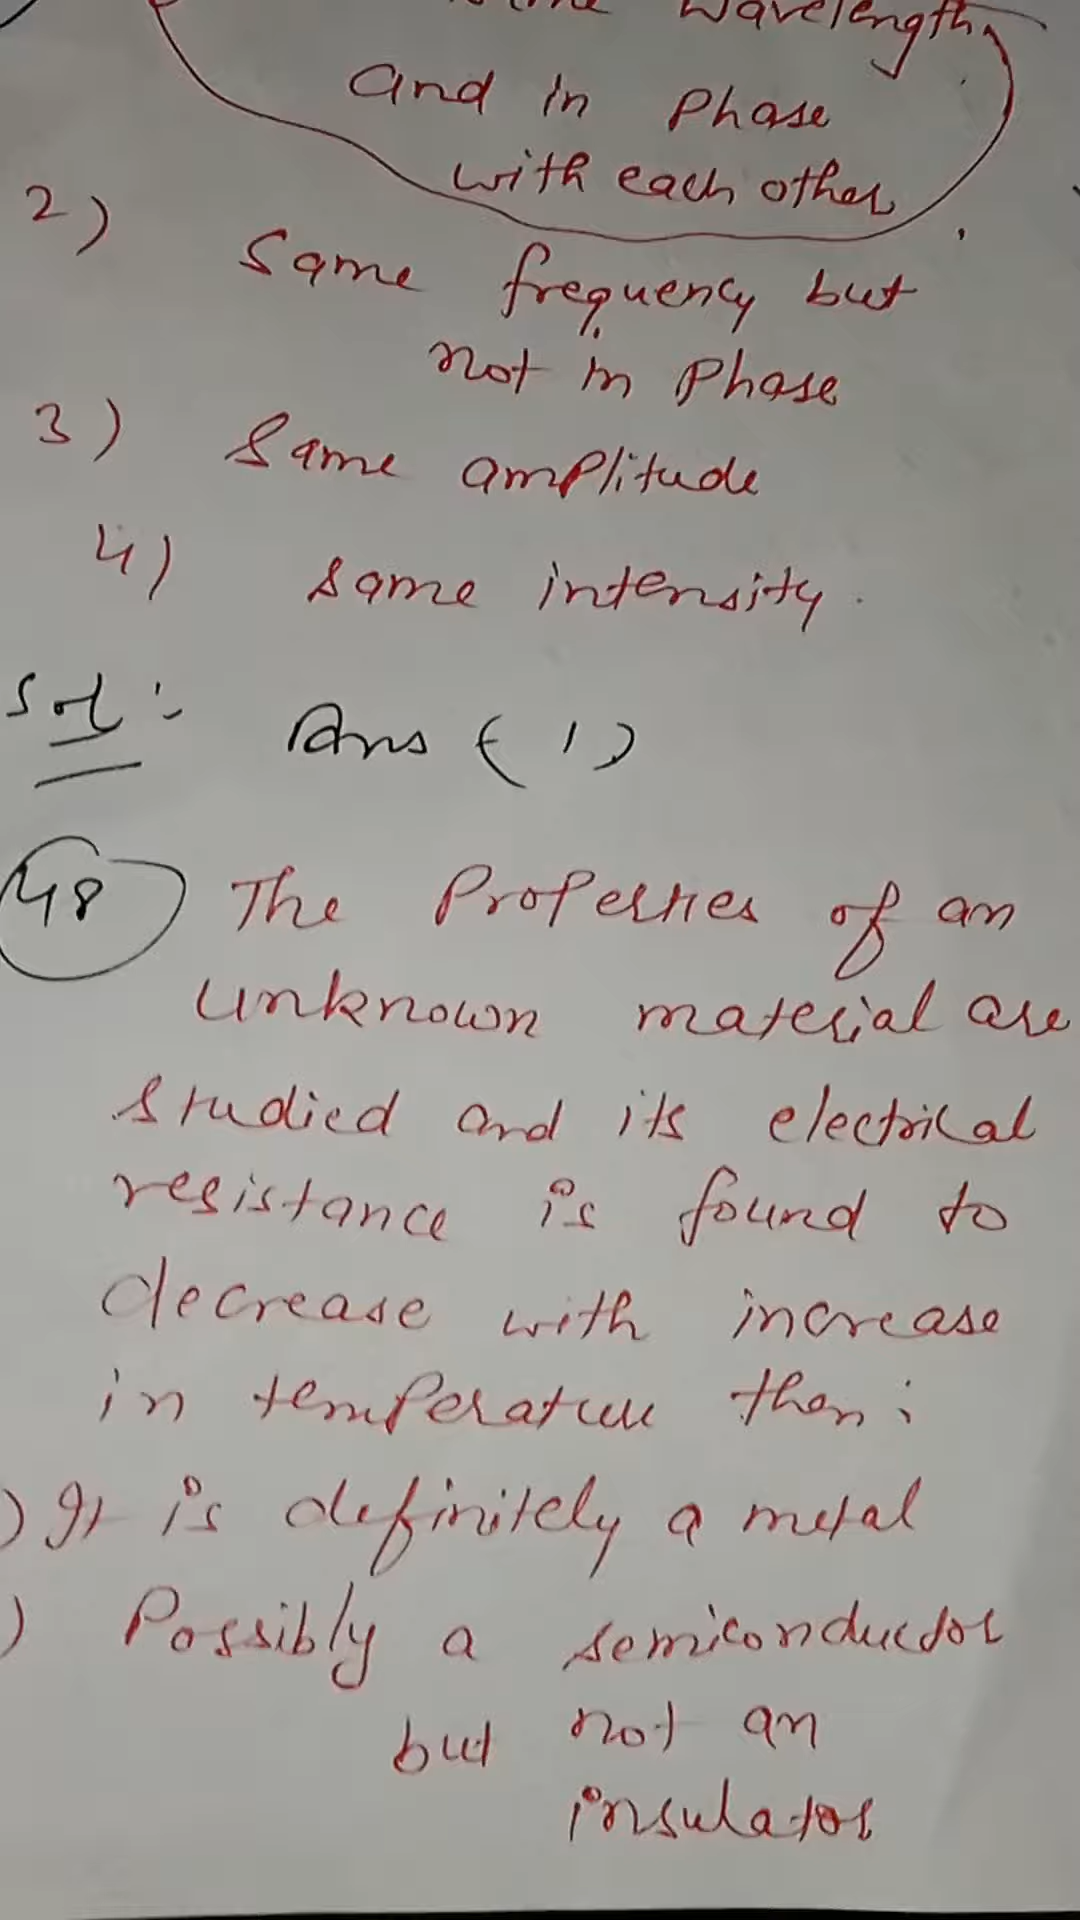 wavelength
and in Phase
with each other
2) Same frequency but
not in Phase
3) Same amplitude
4) Same intensity.
Sol:- Ans (1)
48 The Properties of an
unknown material are
studied and its electrical
resistance is found to
decrease with increase
in temperature then:
) It is definitely a metal
) Possibly a semiconductor
but not an
insulator